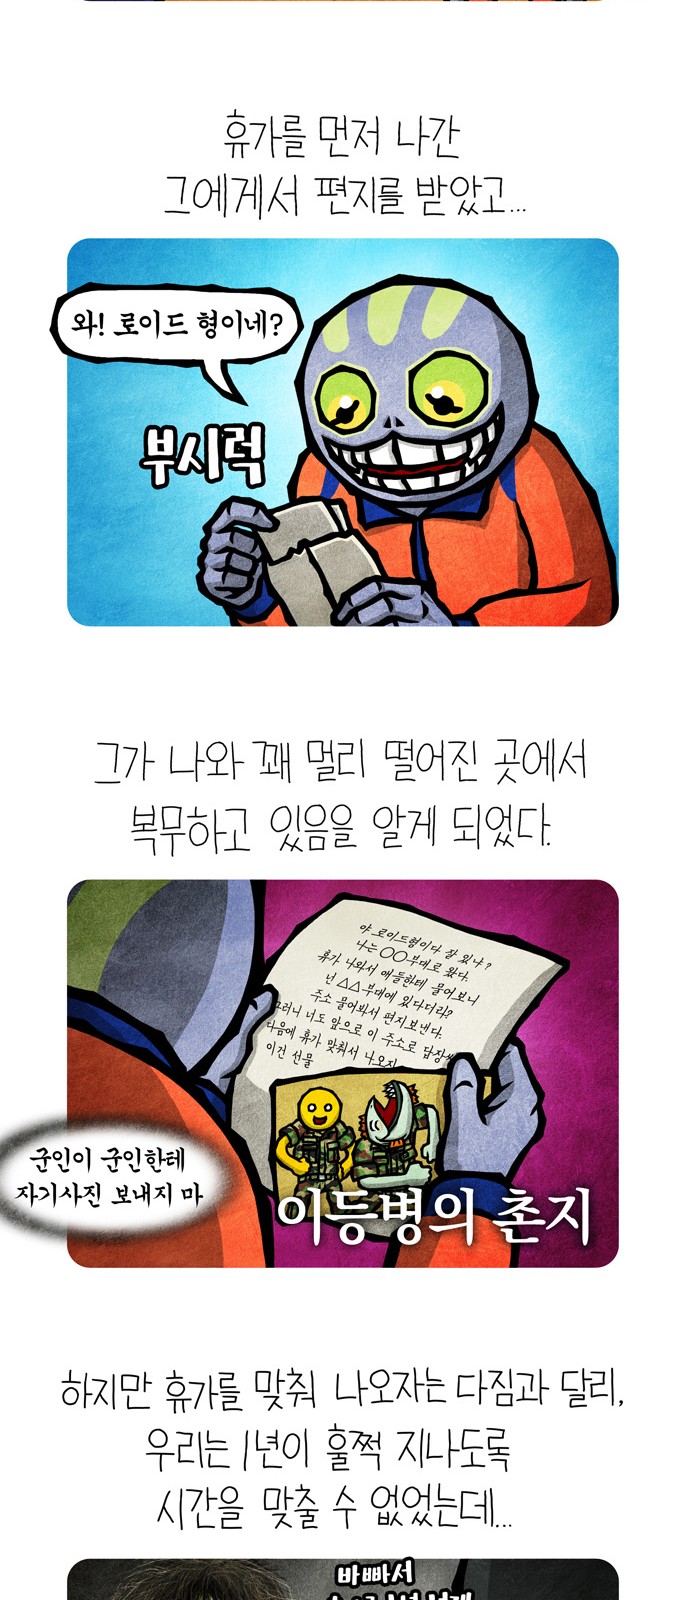 휴가를 먼저 나간
그에게서 편지를 받았고...
와! 로이드 형이네?
부시럭
그가 나와 꽤 멀리 떨어진 곳에서
복무하고 있음을 알게 되었다.
야 로이드형이다 잘 있냐?
나는 ○○부대로 왔다.
휴가 나와서 애들한테 물어보니
넌 △△부대에 있다더라?
주소 물어봐서 편지보낸다.
그러니 너도 앞으로 이 주소로 답장
다음에 휴가 맞춰서 나오자
이건 선물
군인이 군인한테
자기사진 보내지 마
이등병의 촌지
하지만 휴가를 맞춰 나오자는 다짐과 달리,
우리는 1년이 훌쩍 지나도록
시간을 맞출 수 없었는데...
바빠서